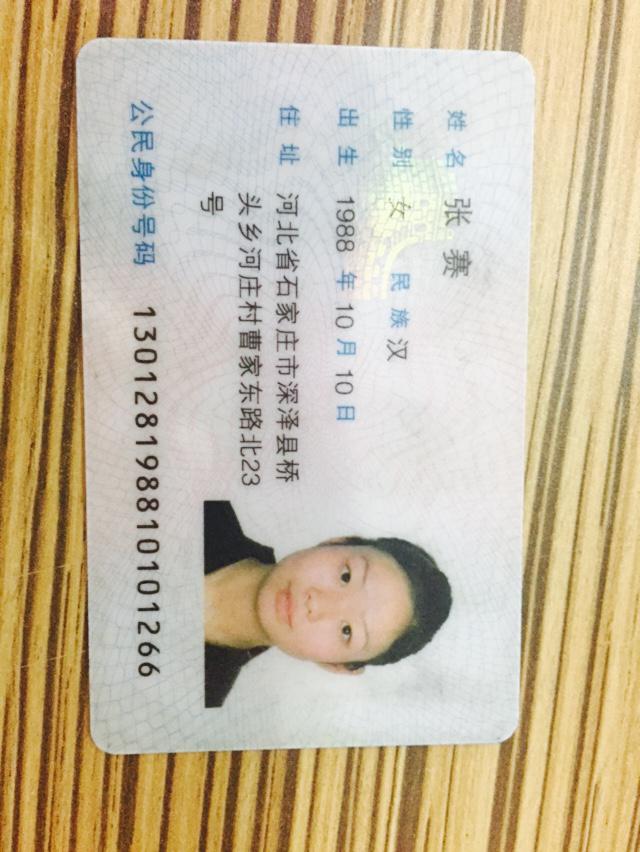 姓名 张赛
性别 女 民族 汉
出生 1988 年 10 月 10 日
住址 河北省石家庄市深泽县桥
头乡河庄村曹家东路北23
号
公民身份号码 130128198810101266